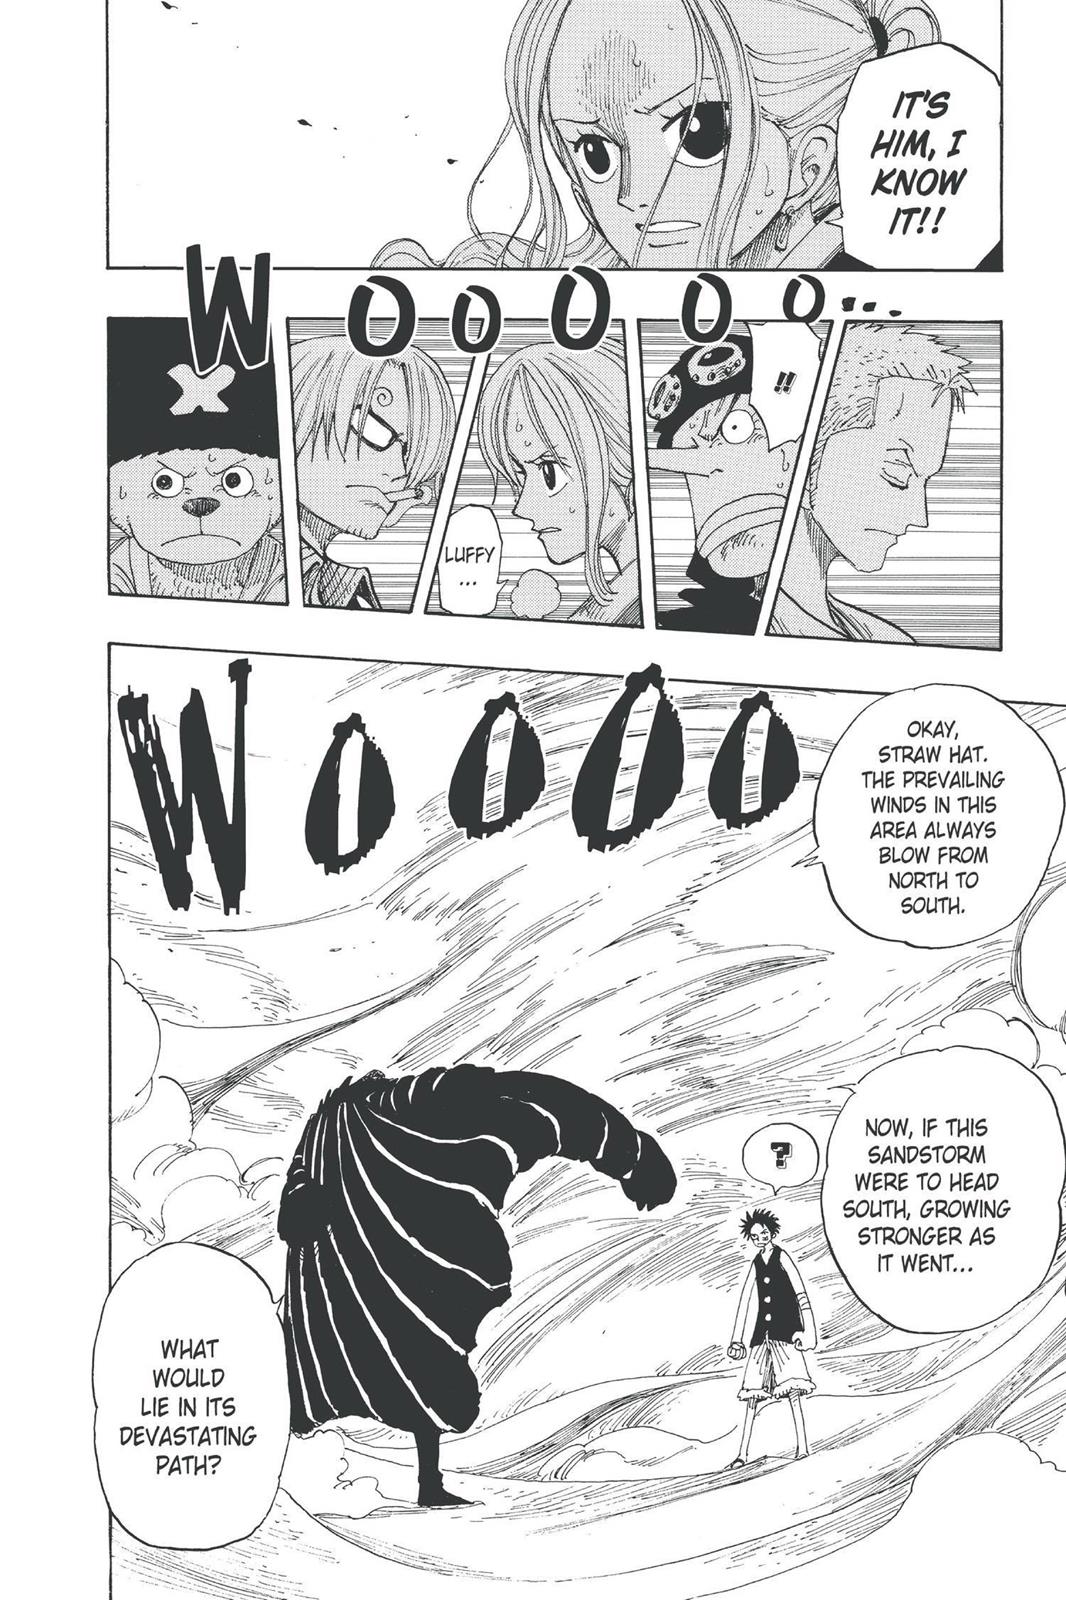 IT'S
HIM, I
KNOW
IT!!
WOOOOO...
!!
LUFFY
...
WOOOO
OKAY,
STRAW HAT.
THE PREVAILING
WINDS IN THIS
AREA ALWAYS
BLOW FROM
NORTH TO
SOUTH.
NOW, IF THIS
SANDSTORM
WERE TO HEAD
SOUTH, GROWING
STRONGER AS
IT WENT...
?
WHAT
WOULD
LIE IN ITS
DEVASTATING
PATH?